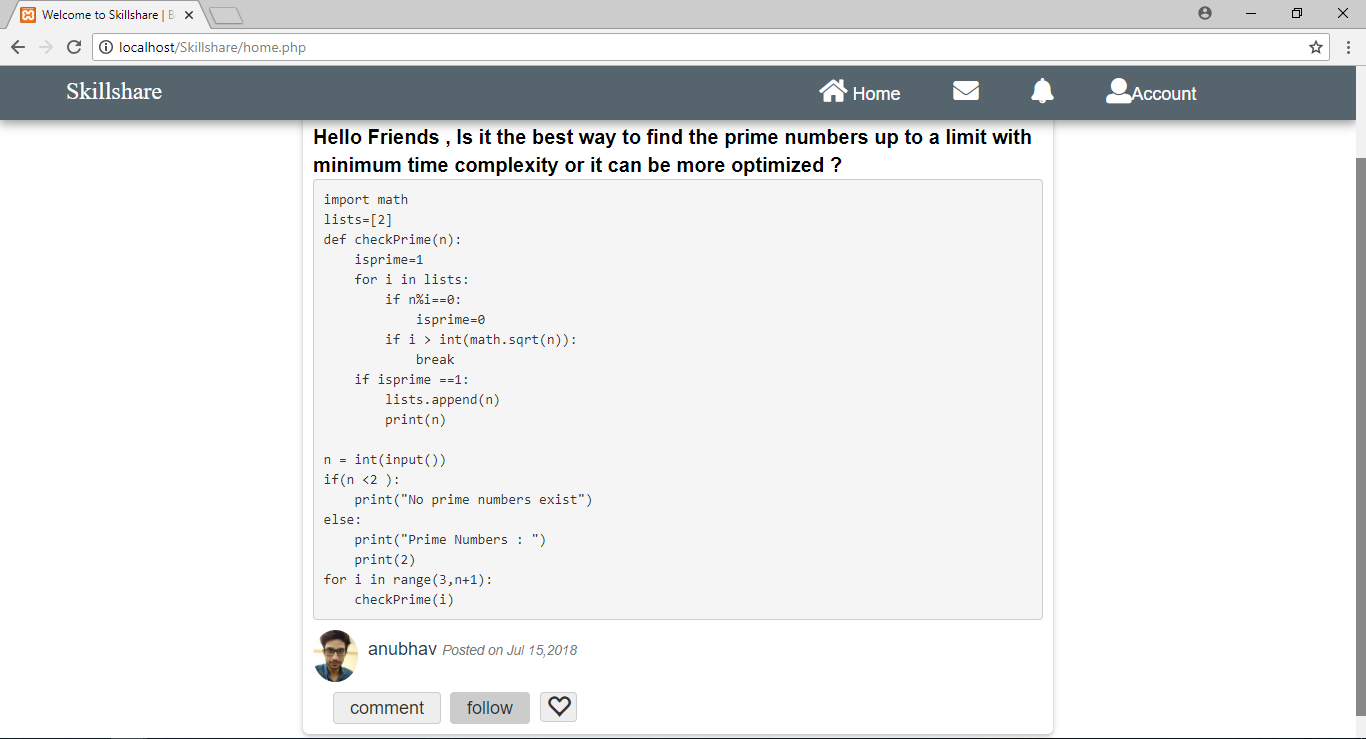 Welcome to Skillshare | B
localhost/Skillshare/home.php
Skillshare Home Account
Hello Friends , Is it the best way to find the prime numbers up to a limit with
minimum time complexity or it can be more optimized ?
import math
lists=[2]
def checkPrime(n):
    isprime=1
    for i in lists:
        if n%i==0:
            isprime=0
        if i > int(math.sqrt(n)):
            break
    if isprime ==1:
        lists.append(n)
        print(n)

n = int(input())
if(n <2 ):
    print("No prime numbers exist")
else:
    print("Prime Numbers : ")
    print(2)
for i in range(3,n+1):
    checkPrime(i)
anubhav Posted on Jul 15,2018
comment follow